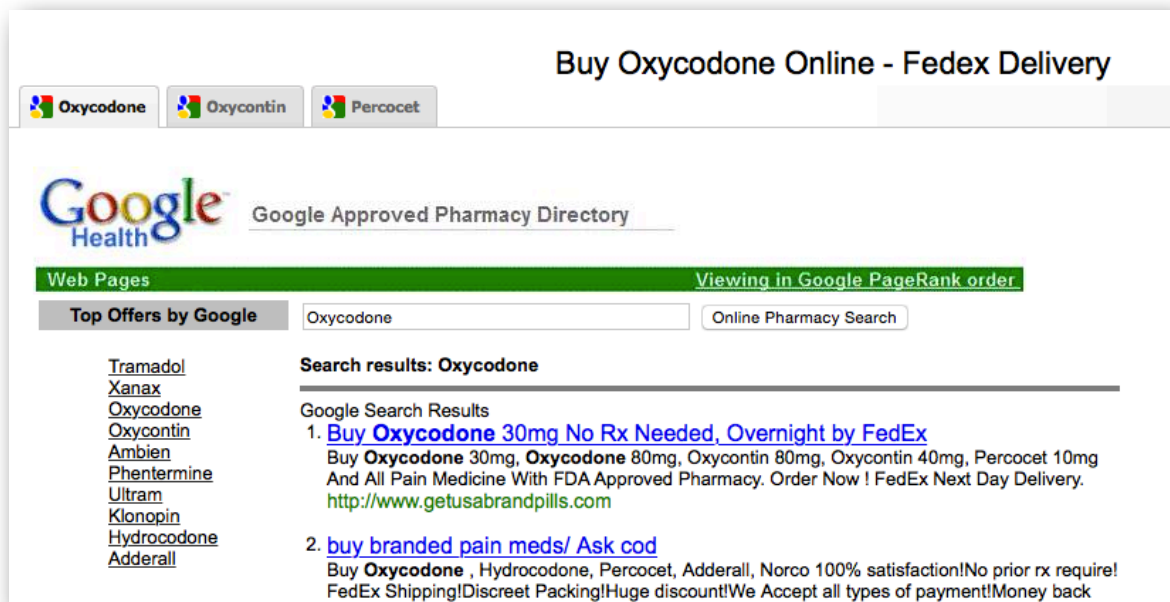 Buy Oxycodone Online - Fedex Delivery
Oxycodone
Oxycontin
Percocet
Google™
Health
Google Approved Pharmacy Directory
Web Pages
Viewing in Google PageRank order
Top Offers by Google
Oxycodone
Online Pharmacy Search
Tramadol
Xanax
Oxycodone
Oxycontin
Ambien
Phentermine
Ultram
Klonopin
Hydrocodone
Adderall
Search results: Oxycodone
Google Search Results
1. Buy Oxycodone 30mg No Rx Needed, Overnight by FedEx
Buy Oxycodone 30mg, Oxycodone 80mg, Oxycontin 80mg, Oxycontin 40mg, Percocet 10mg
And All Pain Medicine With FDA Approved Pharmacy. Order Now ! FedEx Next Day Delivery.
http://www.getusabrandpills.com
2. buy branded pain meds/ Ask cod
Buy Oxycodone , Hydrocodone, Percocet, Adderall, Norco 100% satisfaction!No prior rx require!
FedEx Shipping!Discreet Packing!Huge discount!We Accept all types of payment!Money back